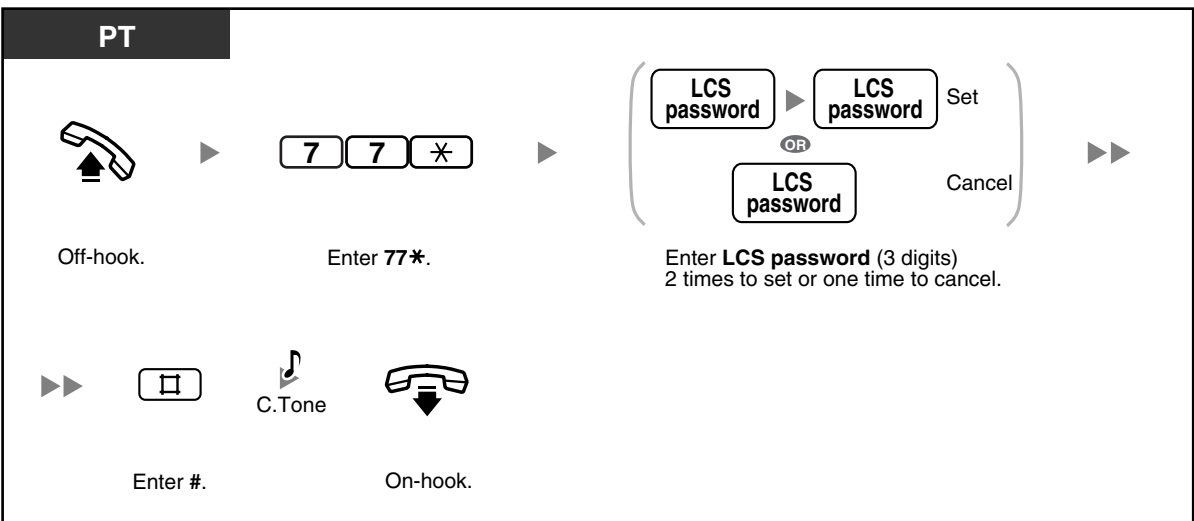 PT
LCS password
LCS password
Set
OR
LCS password
Cancel
7 7 ✳
Off-hook.
Enter 77✳.
Enter LCS password (3 digits)
2 times to set or one time to cancel.
#
C.Tone
Enter #.
On-hook.